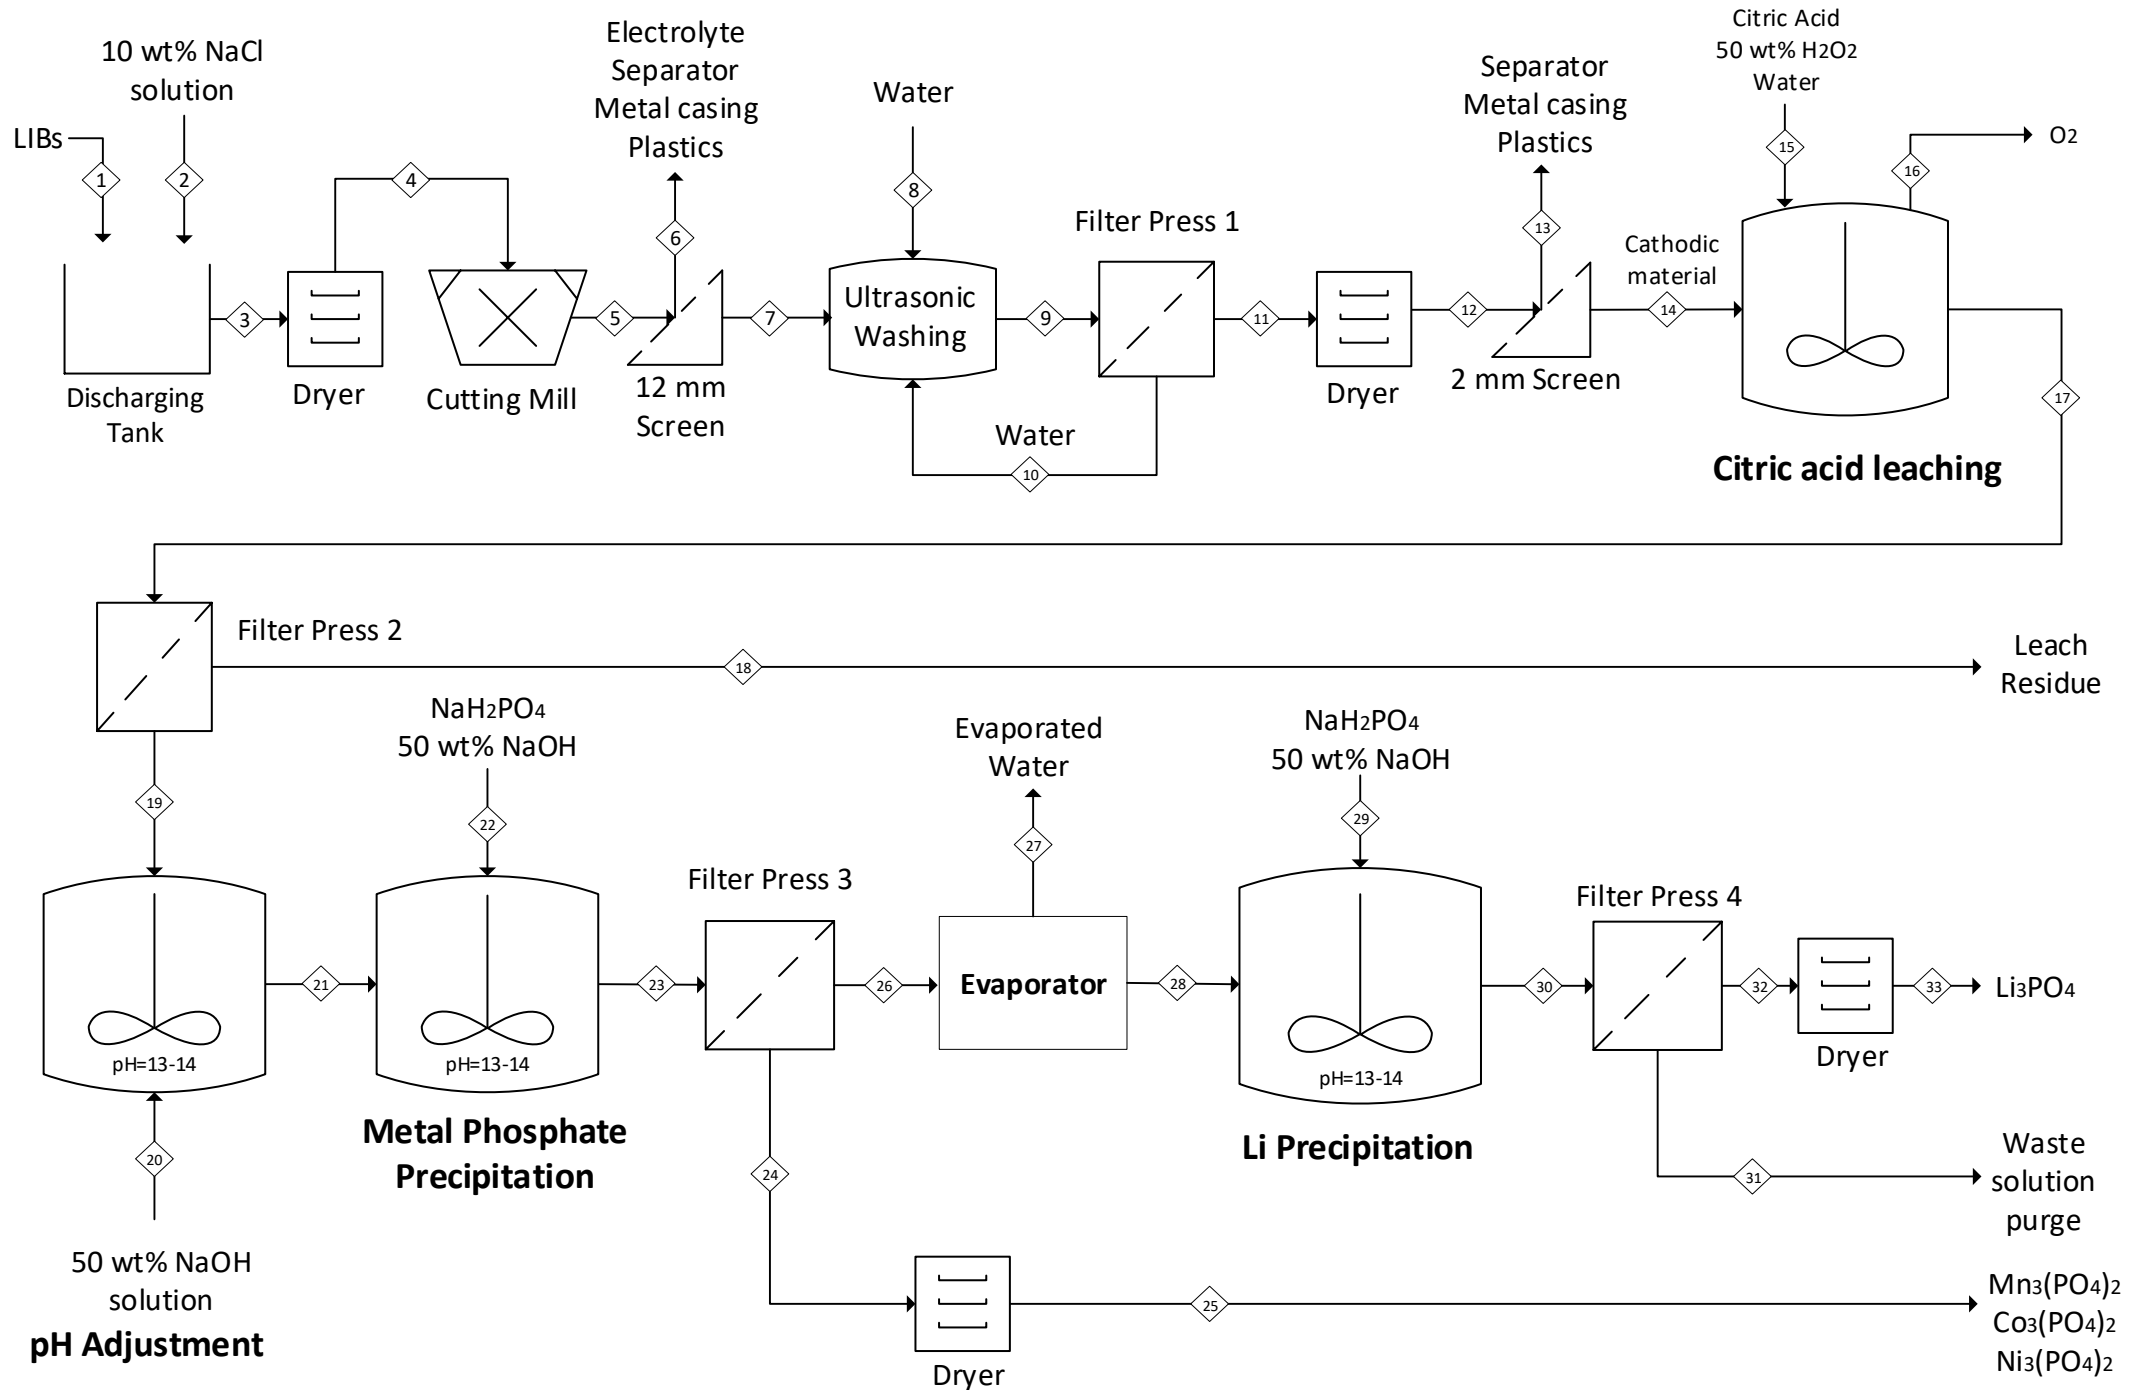 10 wt% NaCl
solution
LIBs
1
2
3
Discharging
Tank
Dryer
4
Cutting Mill
5
Electrolyte
Separator
Metal casing
Plastics
6
12 mm
Screen
7
Water
8
Ultrasonic
Washing
9
Water
10
Filter Press 1
11
Dryer
12
Separator
Metal casing
Plastics
13
2 mm Screen
Cathodic
material
14
Citric Acid
50 wt% H2O2
Water
15
16
O2
17
Citric acid leaching
Filter Press 2
18
Leach
Residue
19
pH=13-14
20
50 wt% NaOH
solution
pH Adjustment
21
NaH2PO4
50 wt% NaOH
22
pH=13-14
Metal Phosphate
Precipitation
23
Filter Press 3
24
Dryer
25
Mn3(PO4)2
Co3(PO4)2
Ni3(PO4)2
26
Evaporated
Water
27
Evaporator
28
NaH2PO4
50 wt% NaOH
29
pH=13-14
Li Precipitation
30
Filter Press 4
31
Waste
solution
purge
32
Dryer
33
Li3PO4